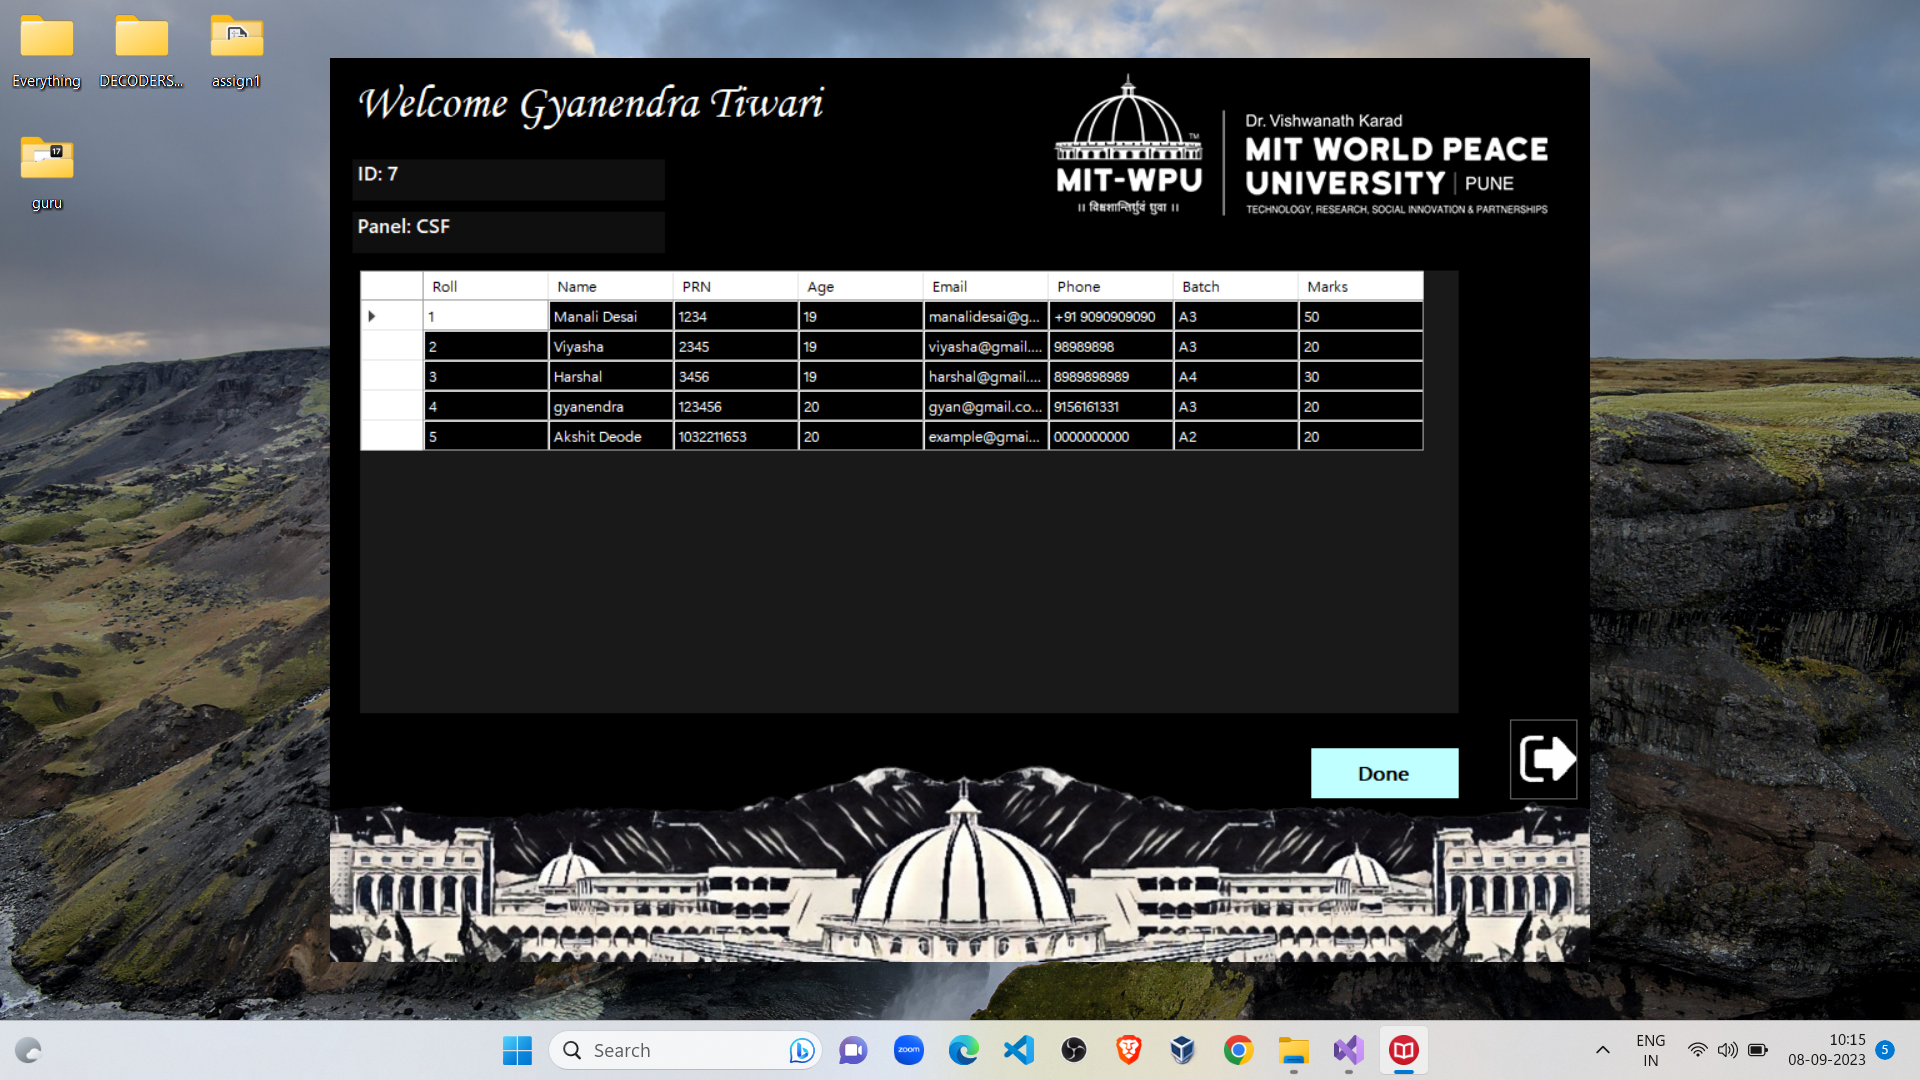 Everything
DECODERS...
assign1
17
guru
Welcome Gyanendra Tiwari
ID: 7
Panel: CSF
TM
MIT-WPU
Dr. Vishwanath Karad
MIT WORLD PEACE
UNIVERSITY | PUNE
TECHNOLOGY, RESEARCH, SOCIAL INNOVATION & PARTNERSHIPS
Roll Name PRN Age Email Phone Batch Marks
1 Manali Desai 1234 19 manalidesai@g... +91 9090909090 A3 50
2 Viyasha 2345 19 viyasha@gmail.... 98989898 A3 20
3 Harshal 3456 19 harshal@gmail.... 8989898989 A4 30
4 gyanendra 123456 20 gyan@gmail.co... 9156161331 A3 20
5 Akshit Deode 1032211653 20 example@gmai... 0000000000 A2 20
Done
Search
zoom
ENG
IN
10:15
08-09-2023
5